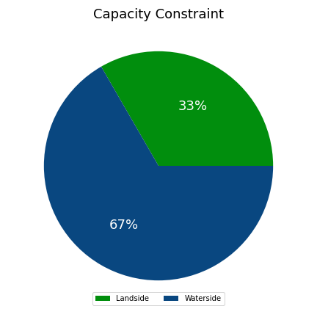 Capacity Constraint
33%
67%
Landside Waterside